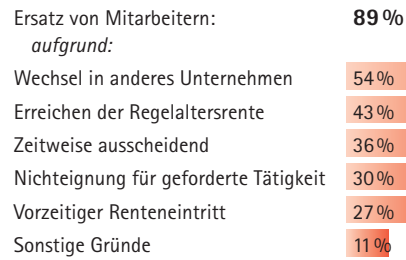 Ersatz von Mitarbeitern: 89 %
aufgrund:
Wechsel in anderes Unternehmen 54 %
Erreichen der Regelaltersrente 43 %
Zeitweise ausscheidend 36 %
Nichteignung für geforderte Tätigkeit 30 %
Vorzeitiger Renteneintritt 27 %
Sonstige Gründe 11 %